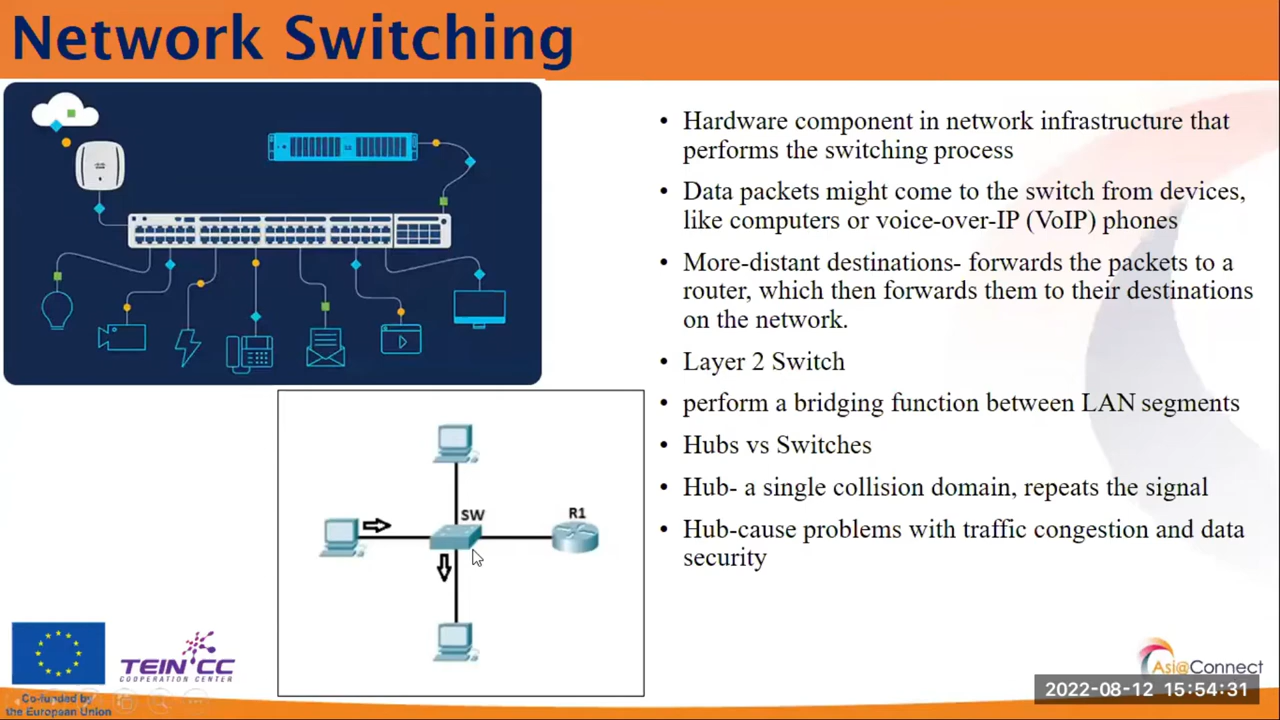 Network Switching
• Hardware component in network infrastructure that
performs the switching process
• Data packets might come to the switch from devices,
like computers or voice-over-IP (VoIP) phones
• More-distant destinations- forwards the packets to a
router, which then forwards them to their destinations
on the network.
• Layer 2 Switch
• perform a bridging function between LAN segments
• Hubs vs Switches
• Hub- a single collision domain, repeats the signal
• Hub-cause problems with traffic congestion and data
security
SW
R1
TEIN*CC
COOPERATION CENTER
Co-funded by
the European Union
Asi@Connect
2022-08-12 15:54:31